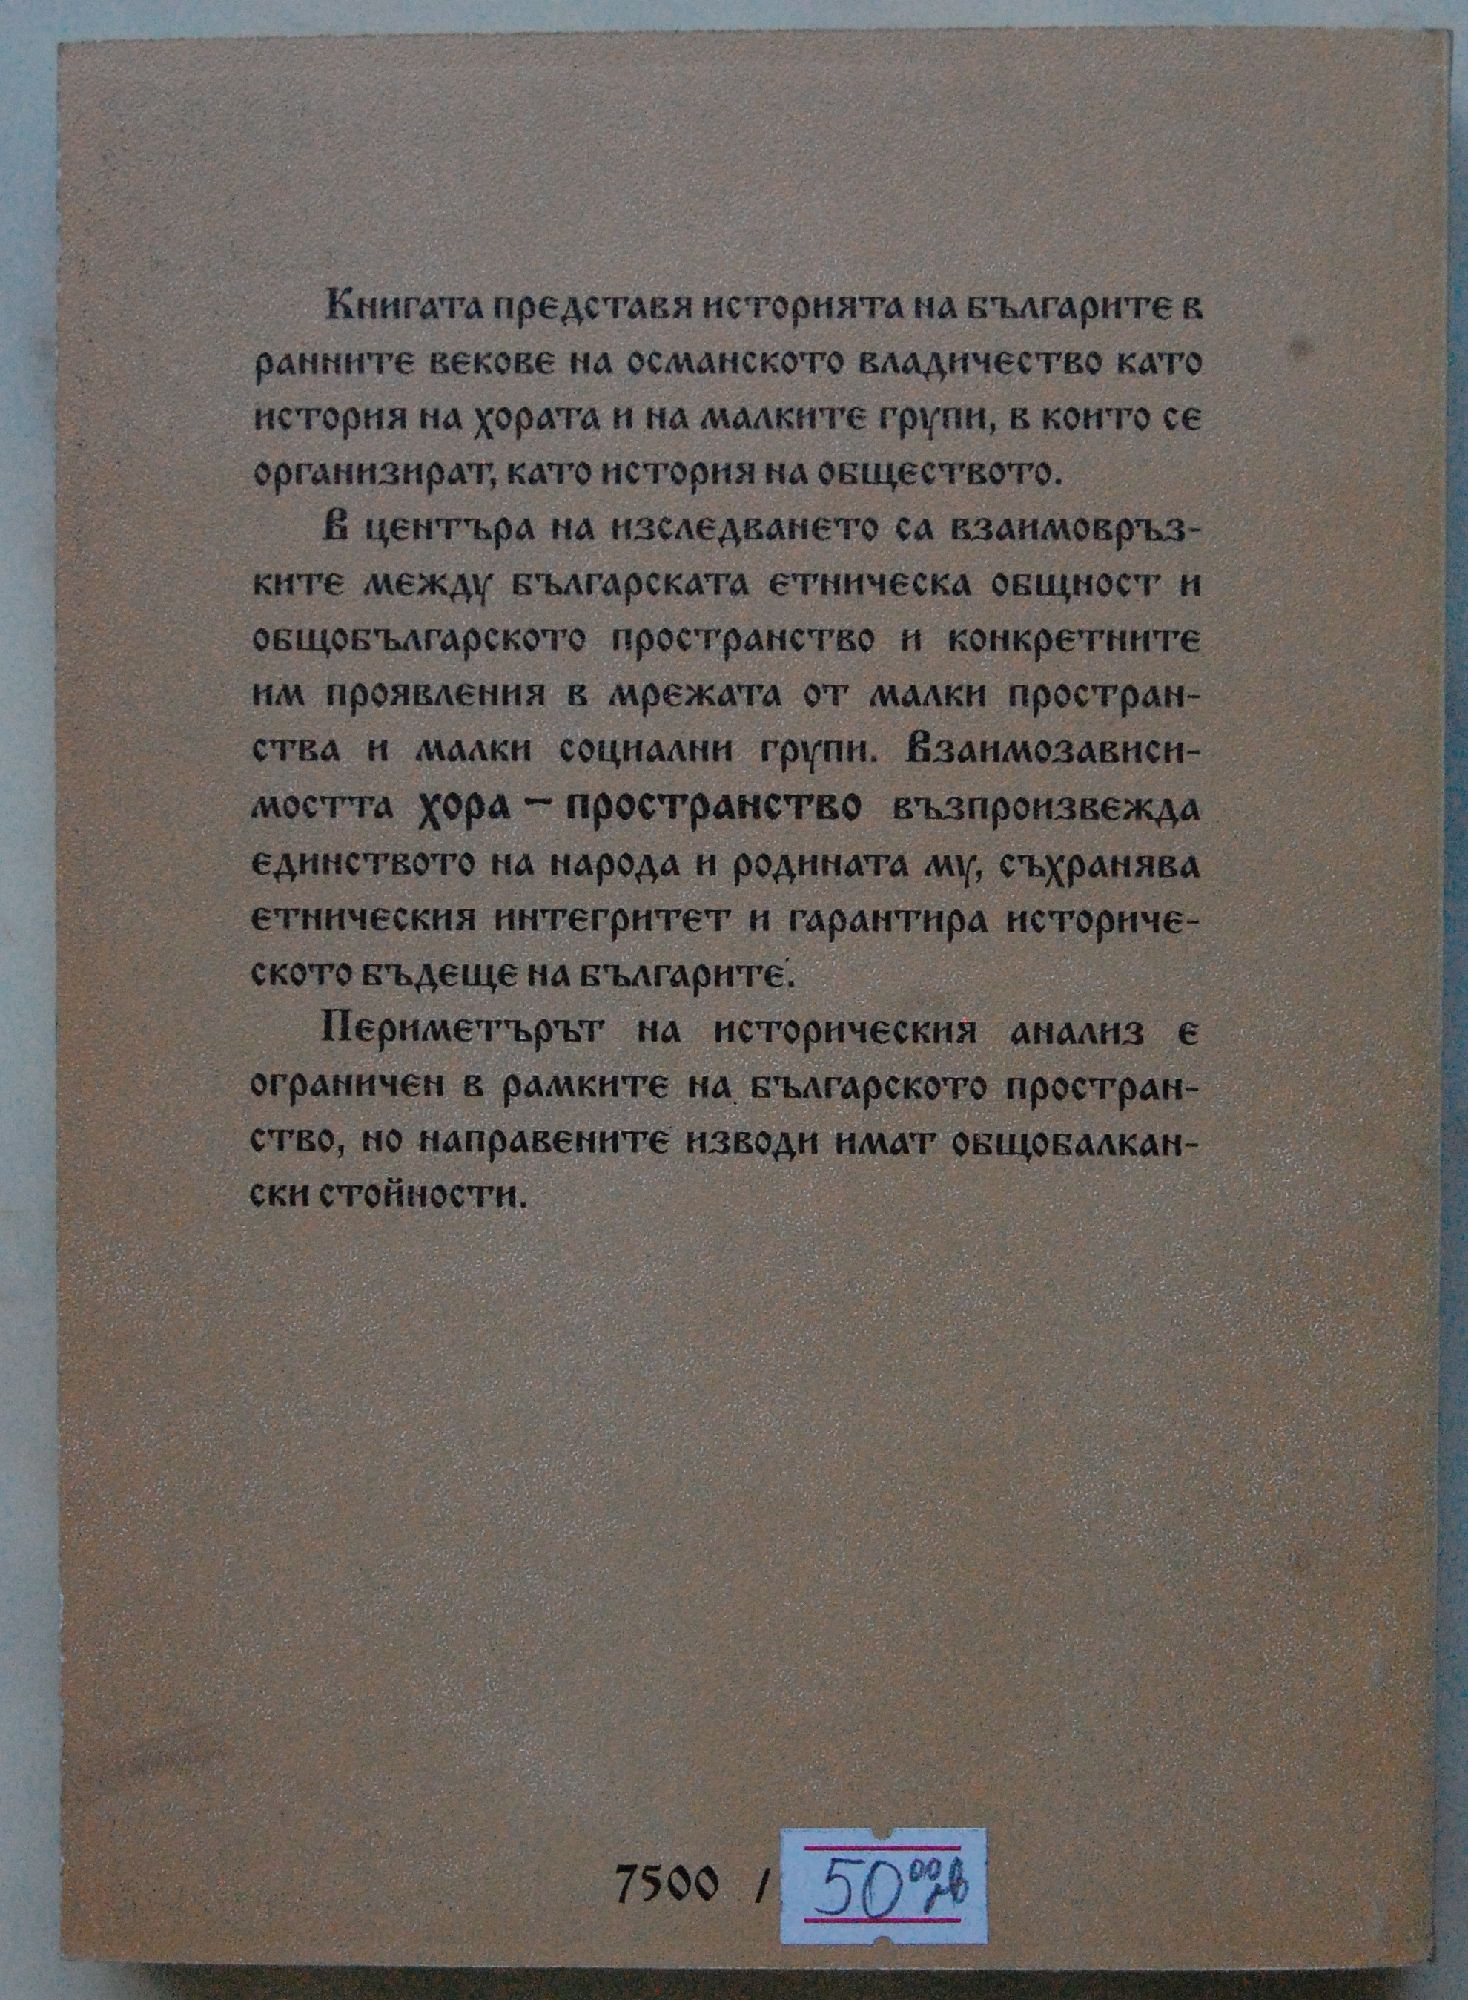 Книгата представя историята на българите в
ранните векове на османското владичество като
история на хората и на малките групи, в които се
организират, като история на обществото.
В центъра на изследването са взаимовръз-
ките между българската етническа общност и
общобългарското пространство и конкретните
им проявления в мрежата от малки простран-
ства и малки социални групи. Взаимозависи-
мостта хора – пространство възпроизвежда
единството на народа и родината му, съхранява
етническия интегритет и гарантира историче-
ското бъдеще на българите.
Периметърът на историческия анализ е
ограничен в рамките на българското простран-
ство, но направените изводи имат общобалкан-
ски стойности.
7500 / 50 00 лв